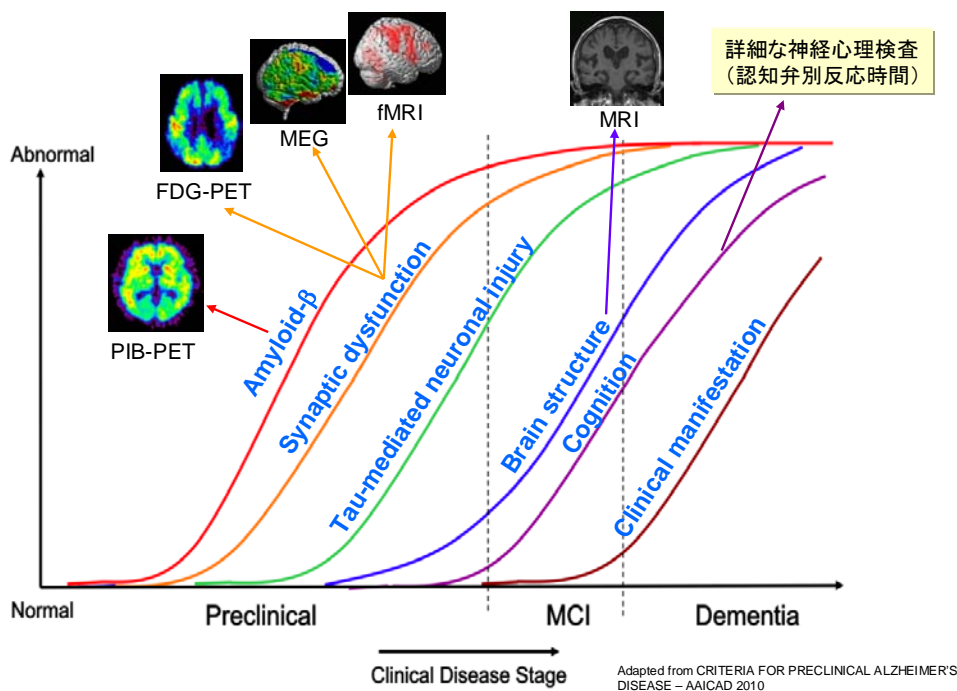 詳細な神経心理検査
（認知弁別反応時間）
fMRI
MRI
MEG
Abnormal
FDG-PET
PIB-PET
Amyloid-β
Synaptic dysfunction
Tau-mediated neuronal injury
Brain structure
Cognition
Clinical manifestation
Normal
Preclinical
MCI
Dementia
Clinical Disease Stage
Adapted from CRITERIA FOR PRECLINICAL ALZHEIMER'S
DISEASE – AAICAD 2010